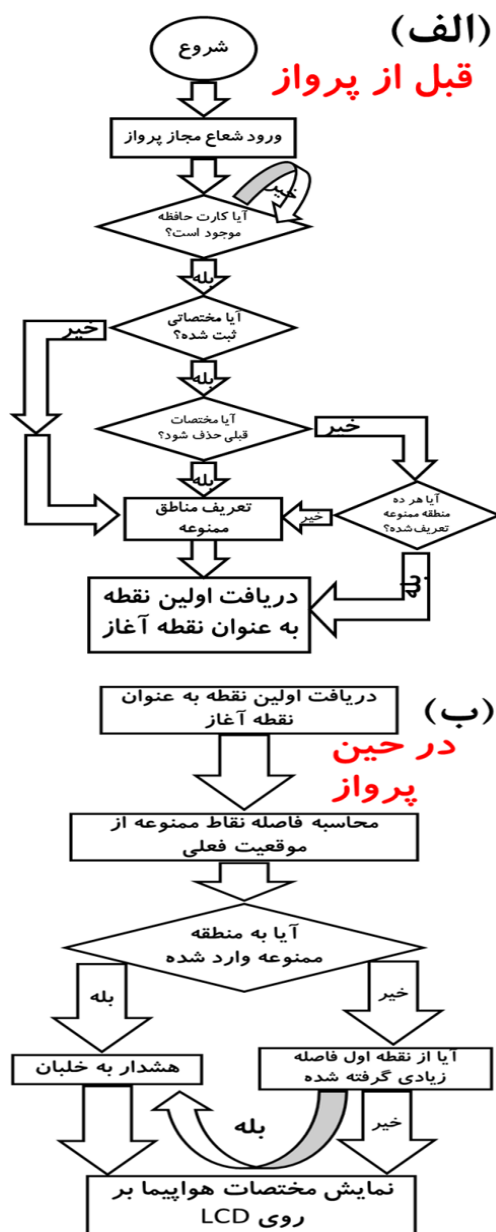 (الف)
قبل از پرواز
شروع
ورود شعاع مجاز پرواز
خیر
آیا کارت حافظه
موجود است؟
بله
آیا مختصاتی
ثبت شده؟
خیر
بله
آیا مختصات
قبلی حذف شود؟
خیر
بله
آیا هر ده
منطقه ممنوعه
تعریف‌شده؟
خیر
تعریف مناطق
ممنوعه
بله
دریافت اولین نقطه
به عنوان نقطه آغاز
(ب)
در حین
پرواز
دریافت اولین نقطه به عنوان
نقطه آغاز
محاسبه فاصله نقاط ممنوعه از
موقعیت فعلی
آیا به منطقه
ممنوعه وارد شده
خیر
بله
آیا از نقطه اول فاصله
زیادی گرفته شده
هشدار به خلبان
خیر
بله
نمایش مختصات هواپیما بر
روی LCD